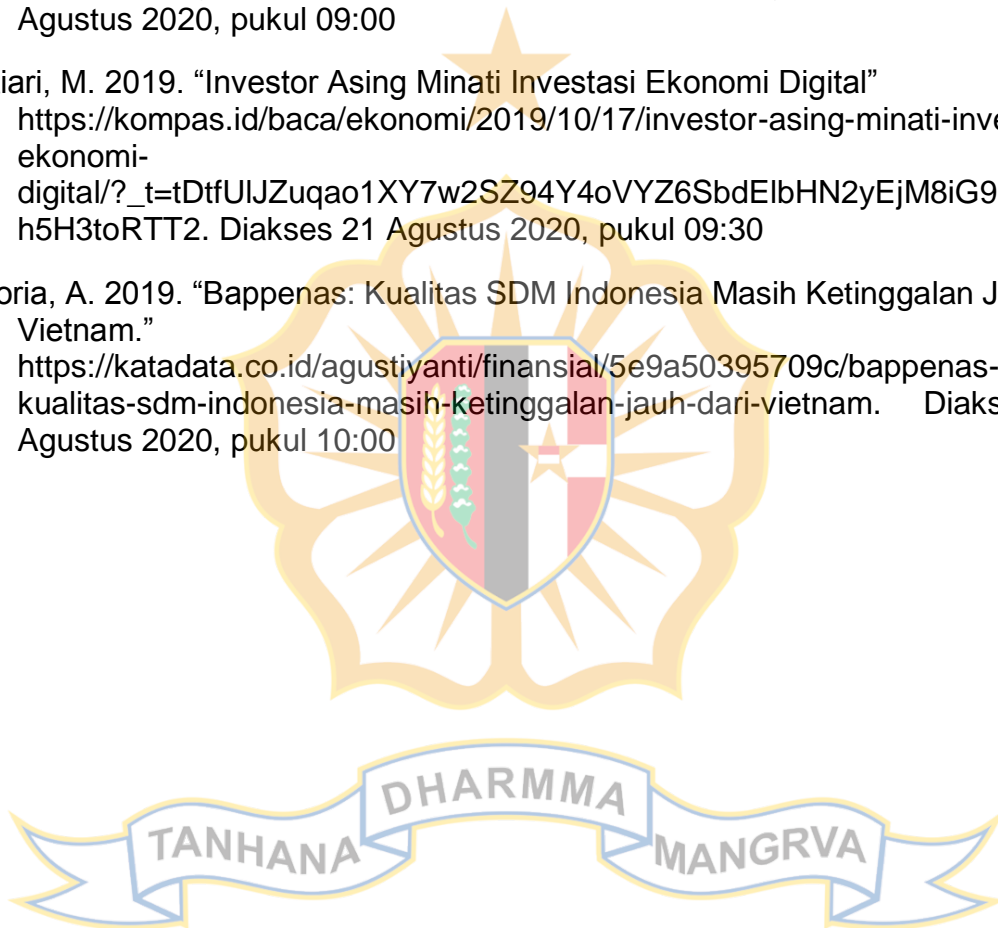 Agustus 2020, pukul 09:00
iari, M. 2019. “Investor Asing Minati Investasi Ekonomi Digital”
https://kompas.id/baca/ekonomi/2019/10/17/investor-asing-minati-inve
ekonomi-
digital/?_t=tDtfUlJZuqao1XY7w2SZ94Y4oVYZ6SbdElbHN2yEjM8iG9
h5H3toRTT2. Diakses 21 Agustus 2020, pukul 09:30
oria, A. 2019. “Bappenas: Kualitas SDM Indonesia Masih Ketinggalan J
Vietnam.”
https://katadata.co.id/agustiyanti/finansial/5e9a50395709c/bappenas-
kualitas-sdm-indonesia-masih-ketinggalan-jauh-dari-vietnam. Diaks
Agustus 2020, pukul 10:00
TANHANA DHARMMA MANGRVA